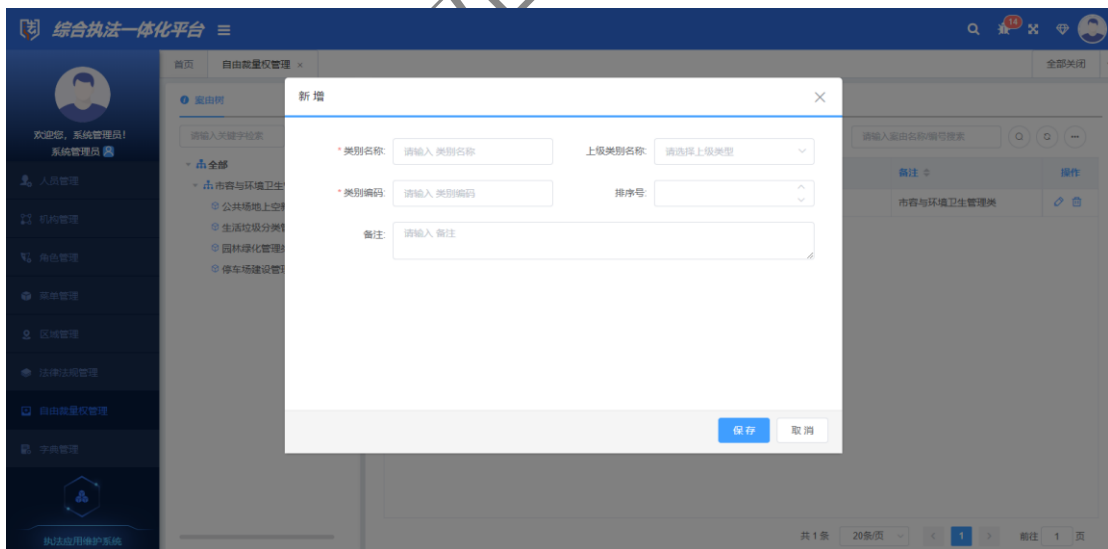 综合执法一体化平台
14
首页
自由裁量权管理 ×
全部关闭
欢迎您，系统管理员!
系统管理员
人员管理
机构管理
角色管理
菜单管理
区域管理
法律法规管理
自由裁量权管理
字典管理
执法应用维护系统
案由树
请输入关键字检索
全部
市容与环境卫生
公共场地上空
生活垃圾分类
园林绿化管理
停车场建设管
新增
* 类别名称:
请输入 类别名称
上级类别名称:
请选择上级类型
* 类别编码:
请输入 类别编码
排序号:
备注:
请输入 备注
保存
取消
请输入案由名称/编号搜索
备注
操作
市容与环境卫生管理类
共1条
20条/页
1
前往
1
页